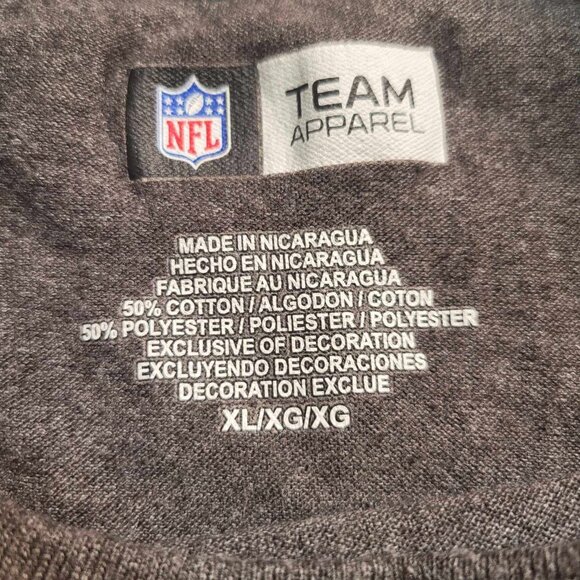 NFL
TEAM
APPAREL
MADE IN NICARAGUA
HECHO EN NICARAGUA
FABRIQUE AU NICARAGUA
50% COTTON / ALGODON / COTON
50% POLYESTER / POLIESTER / POLYESTER
EXCLUSIVE OF DECORATION
EXCLUYENDO DECORACIONES
DECORATION EXCLUE
XL/XG/XG